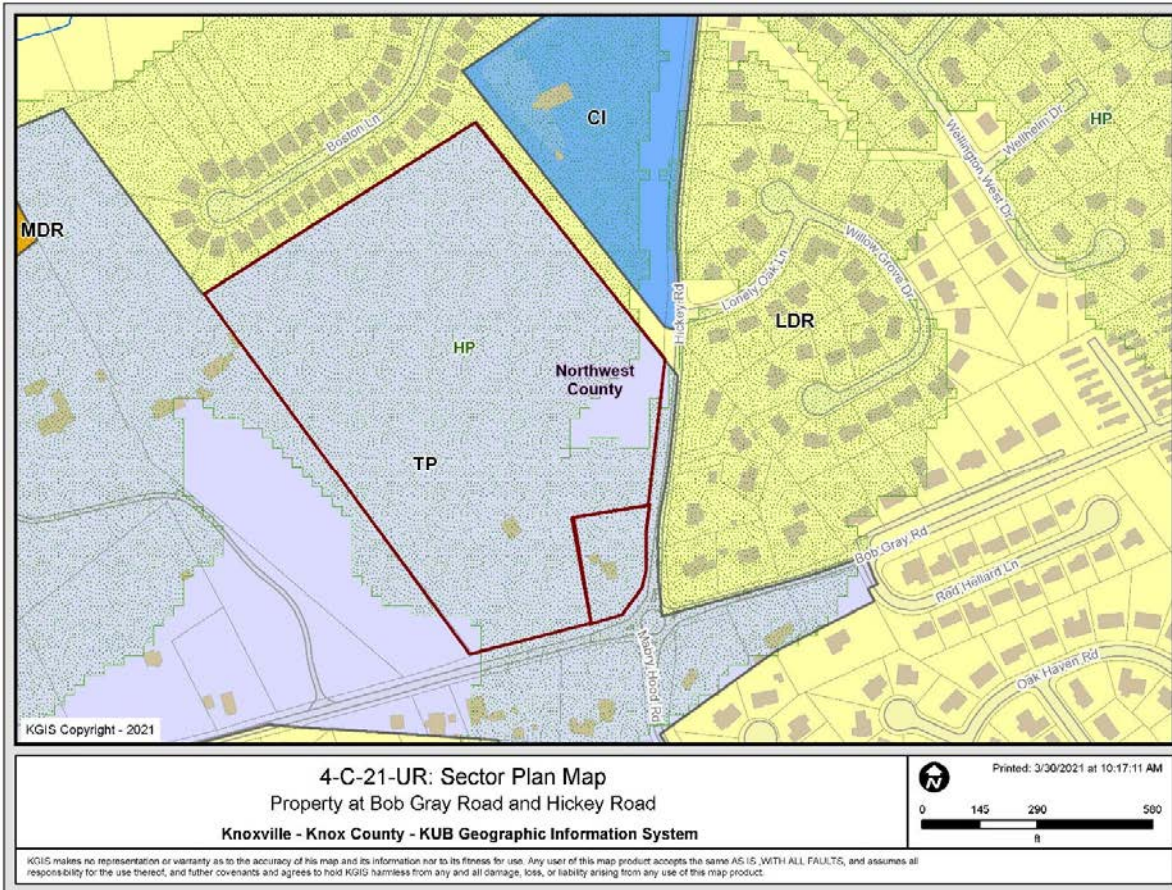 Boston Ln
CI
Wellington West Dr
Wellhelm Dr
HP
MDR
Willow Grove Dr
Lonely Oak Ln
Hickey Rd
LDR
HP
Northwest
County
TP
Bob Gray Rd
Red Hellard Ln
Mabry Hood Rd
Oak Haven Rd
KGIS Copyright - 2021
4-C-21-UR: Sector Plan Map
Property at Bob Gray Road and Hickey Road
Knoxville - Knox County - KUB Geographic Information System
N
Printed: 3/30/2021 at 10:17:11 AM
0 145 290 580
ft
KGIS makes no representation or warranty as to the accuracy of his map and its information nor to its fitness for use. Any user of this map product accepts the same AS IS ,WITH ALL FAULTS, and assumes all
responsibility for the use thereof, and futher covenants and agrees to hold KGIS harmless from any and all damage, loss, or liability arising from any use of this map product.